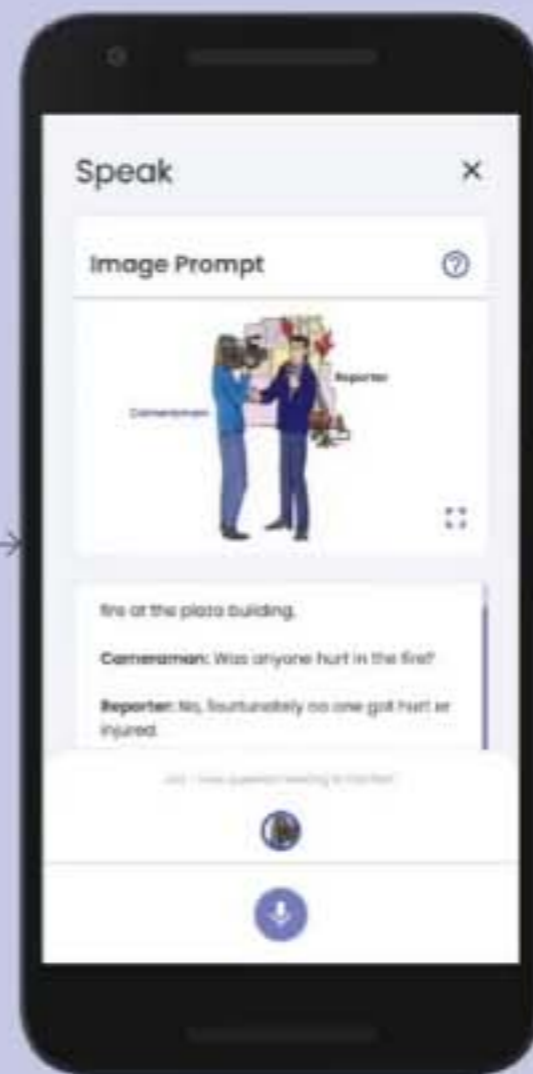 Speak
Image Prompt
Reporter
Cameraman
fire at the plaza building.
Cameraman: Was anyone hurt in the fire?
Reporter: No, no one got hurt or
injured.